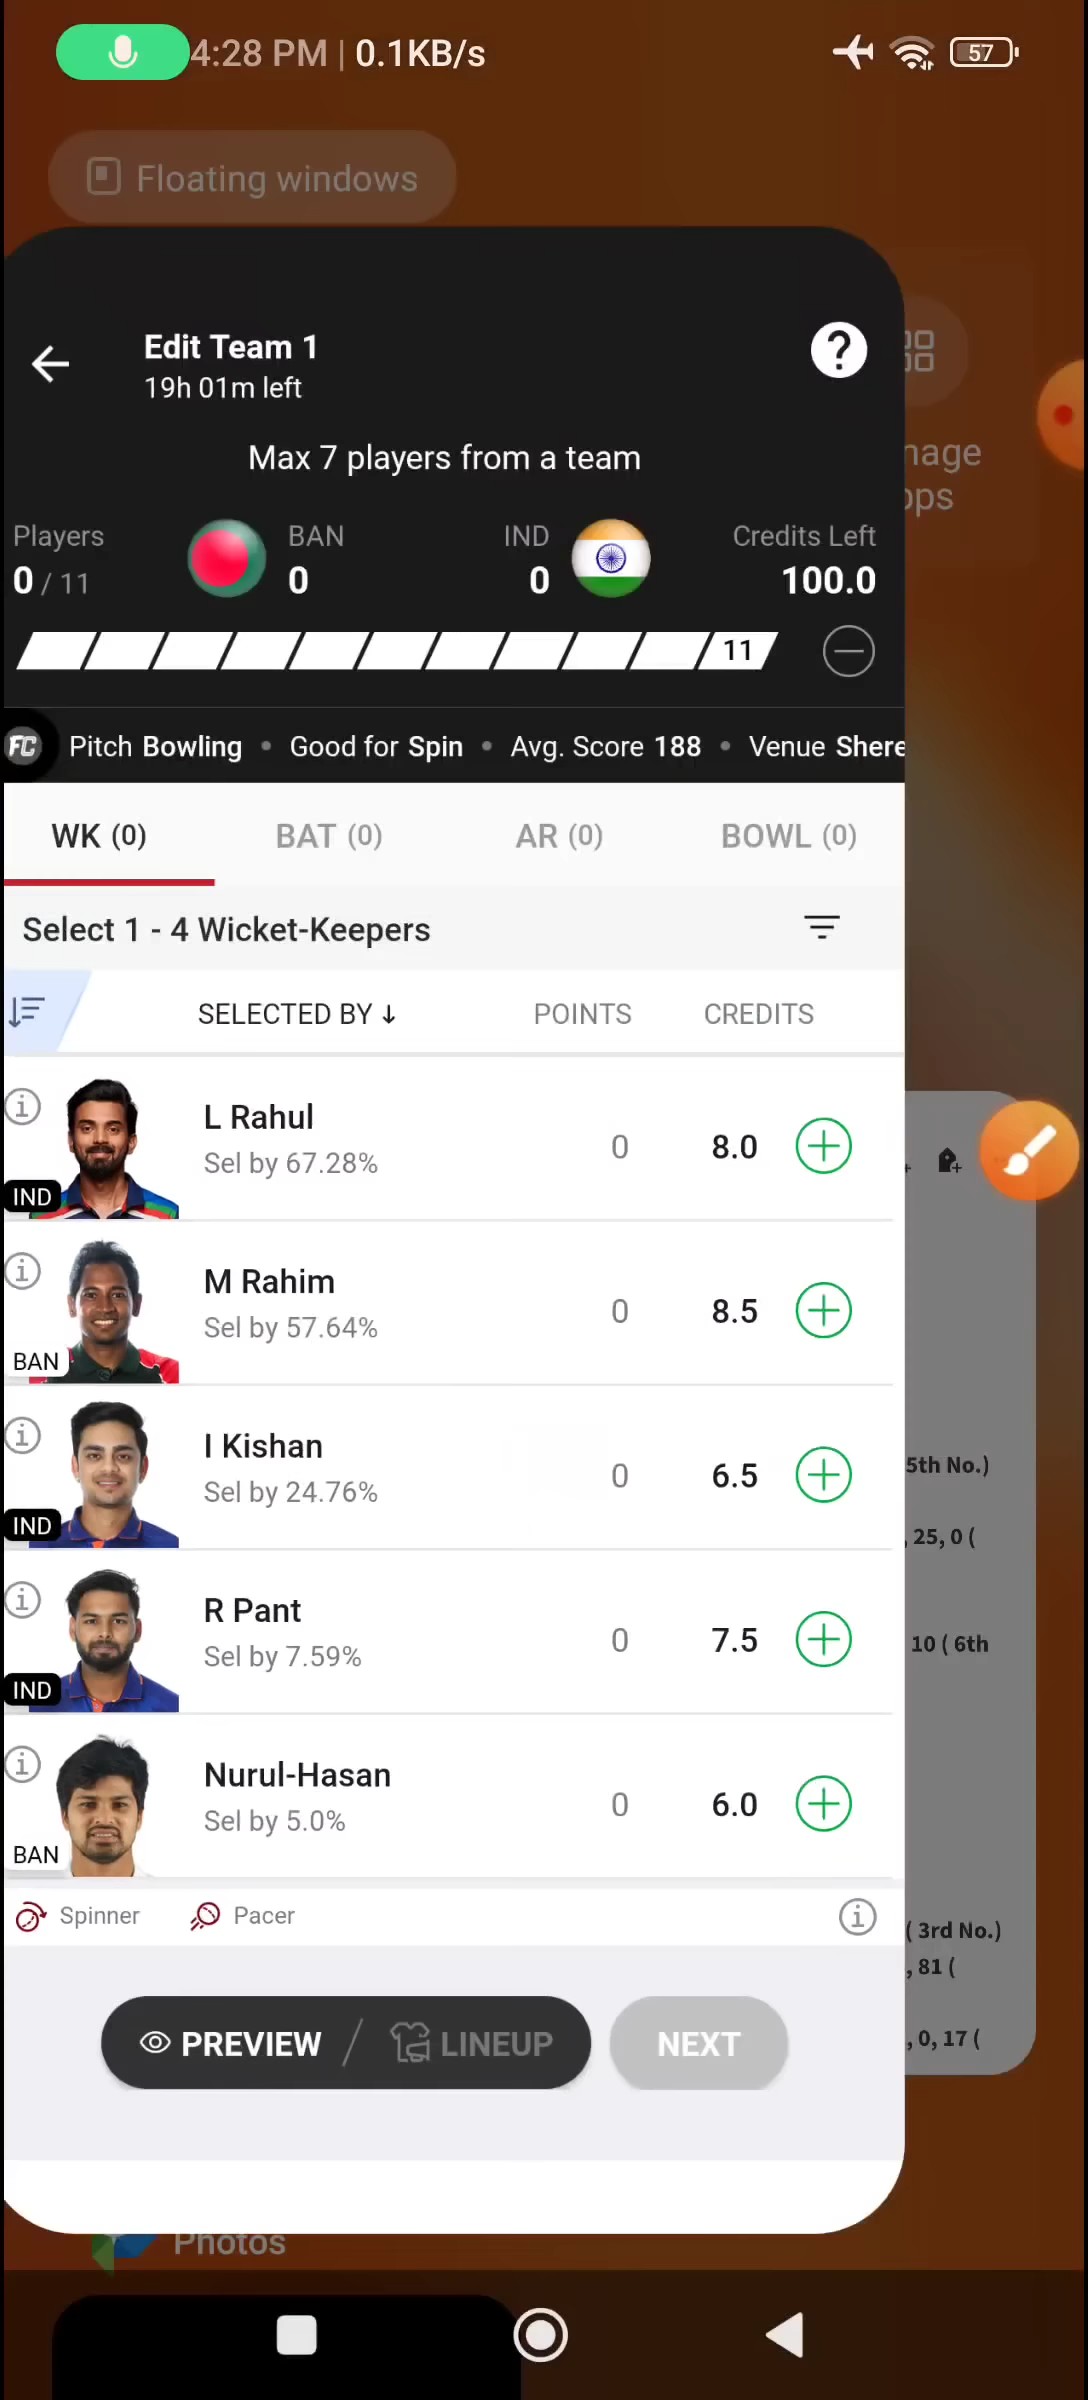 4:28 PM | 0.1KB/s
57
Floating windows
Edit Team 1
19h 01m left
Max 7 players from a team
Players
BAN
IND
Credits Left
0 / 11
0
0
100.0
11
FC Pitch Bowling • Good for Spin • Avg. Score 188 • Venue Shere
WK (0) BAT (0) AR (0) BOWL (0)
Select 1 - 4 Wicket-Keepers
SELECTED BY ↓ POINTS CREDITS
L Rahul
Sel by 67.28%
0 8.0
IND
M Rahim
Sel by 57.64%
0 8.5
BAN
I Kishan
Sel by 24.76%
0 6.5
IND
5th No.)
, 25, 0 (
R Pant
Sel by 7.59%
0 7.5
IND
10 ( 6th
Nurul-Hasan
Sel by 5.0%
0 6.0
BAN
Spinner Pacer
( 3rd No.)
, 81 (
PREVIEW / LINEUP NEXT
, 0, 17 (
Photos